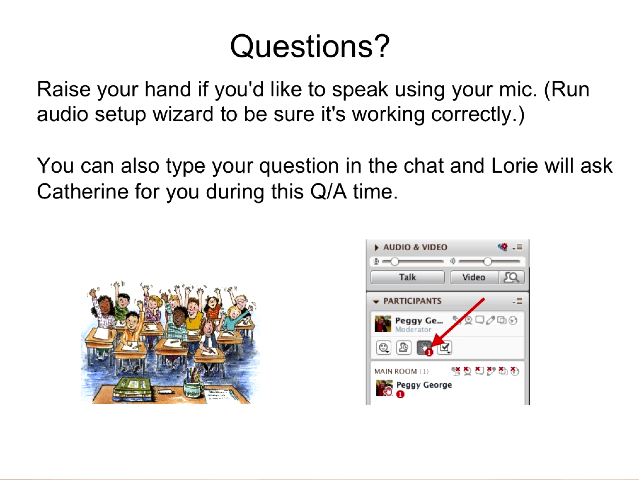 Questions?
Raise your hand if you'd like to speak using your mic. (Run
audio setup wizard to be sure it's working correctly.)
You can also type your question in the chat and Lorie will ask
Catherine for you during this Q/A time.
AUDIO & VIDEO
Talk Video
PARTICIPANTS
Peggy Ge...
Moderator
1
MAIN ROOM (1)
Peggy George
1